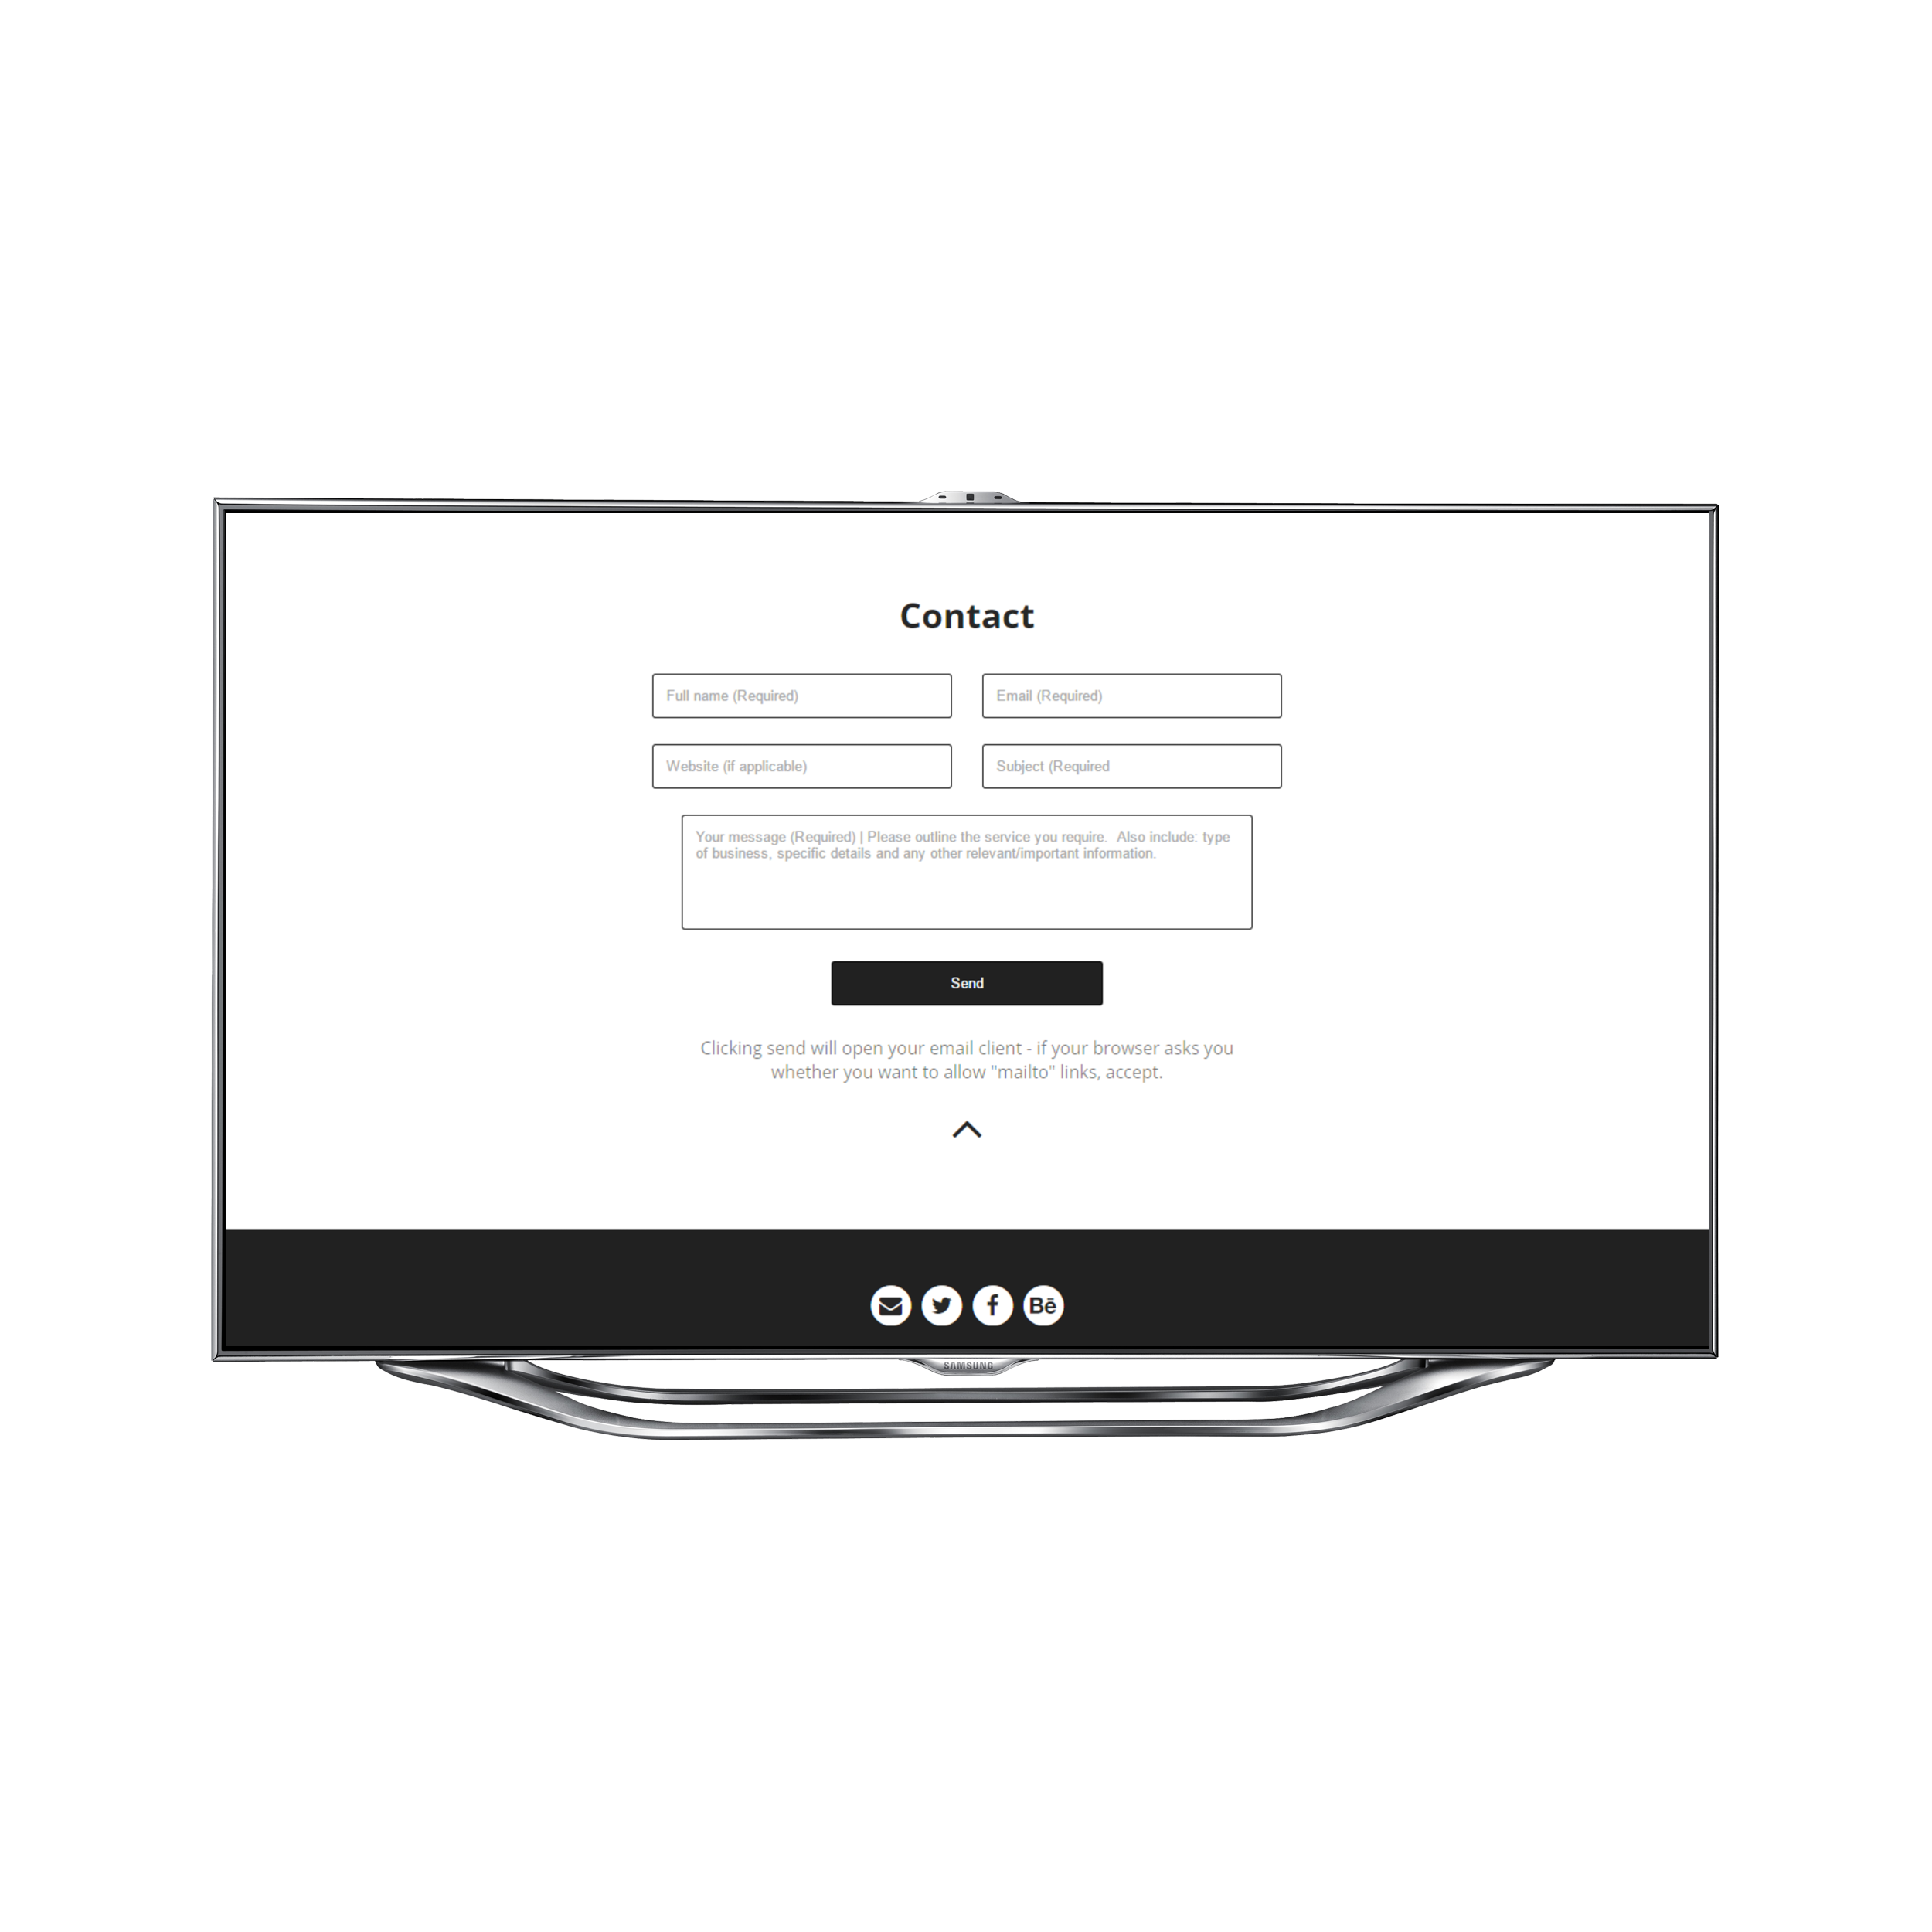 Contact
Full name (Required)
Email (Required)
Website (if applicable)
Subject (Required
Your message (Required) | Please outline the service you require.  Also include: type
of business, specific details and any other relevant/important information.
Send
Clicking send will open your email client - if your browser asks you
whether you want to allow "mailto" links, accept.
Bē
SAMSUNG